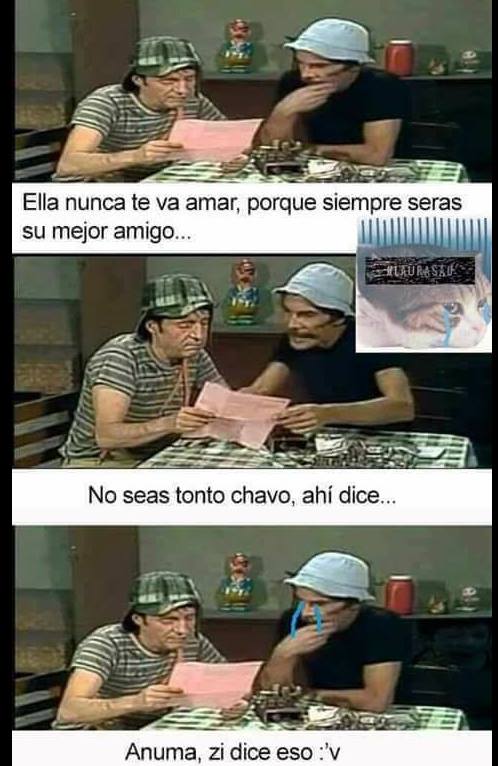 Ella nunca te va amar, porque siempre seras
su mejor amigo...
#LAURASAD
No seas tonto chavo, ahí dice...
Anuma, zi dice eso :'v